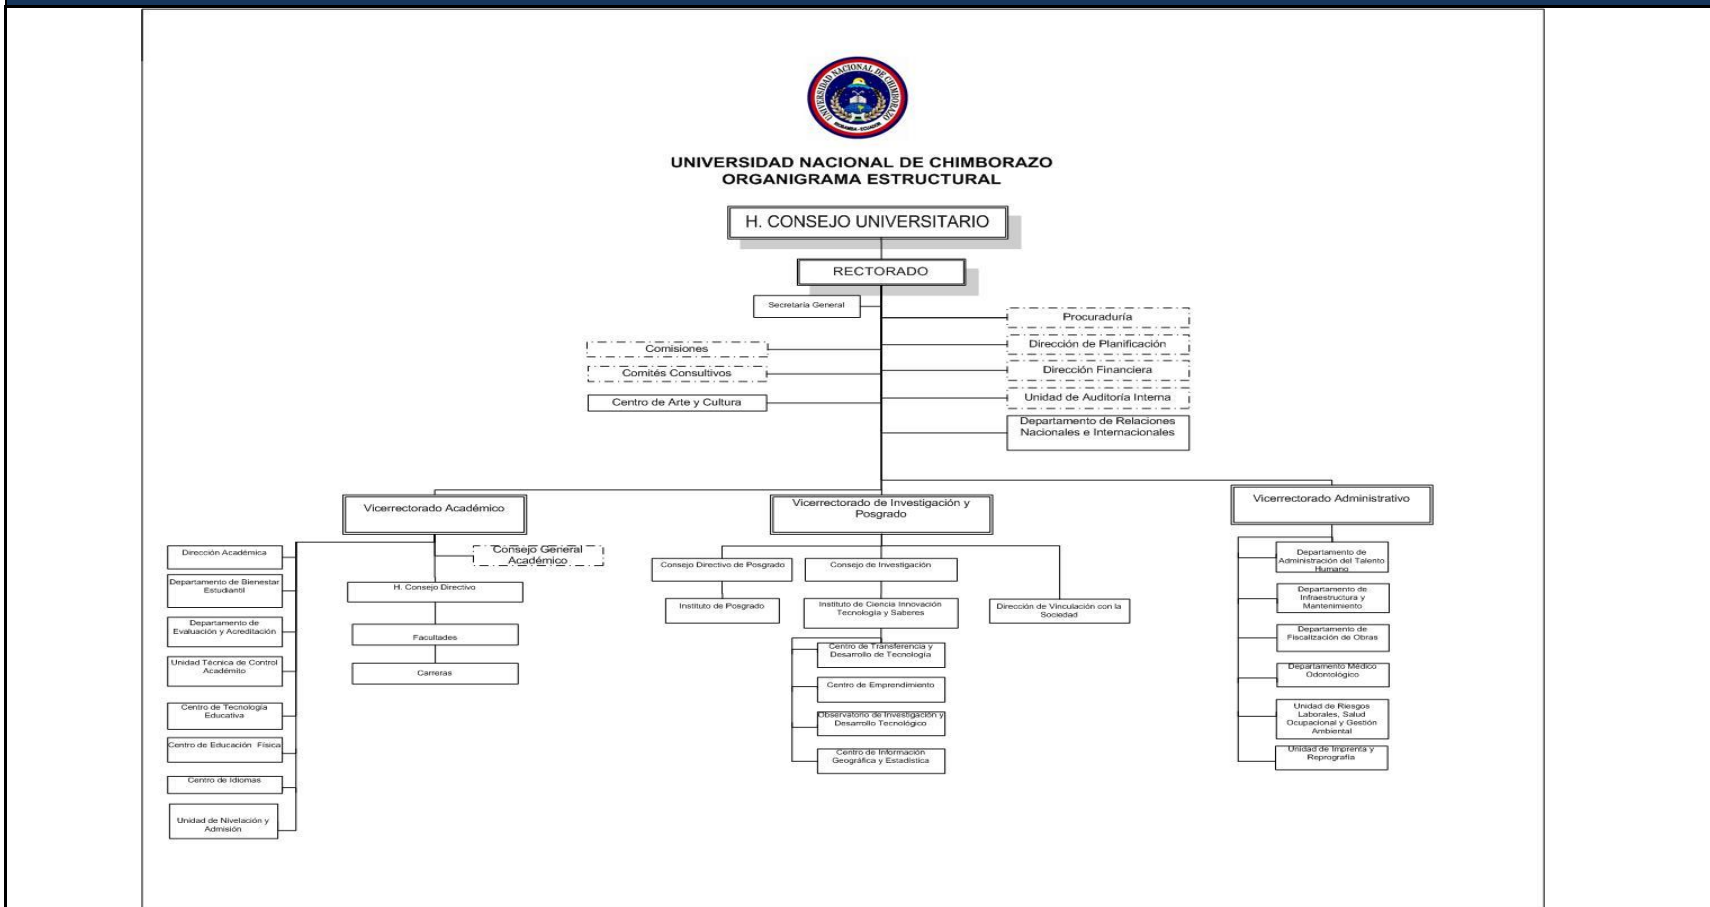 UNIVERSIDAD NACIONAL DE CHIMBORAZO
RIOBAMBA - ECUADOR
UNIVERSIDAD NACIONAL DE CHIMBORAZO
ORGANIGRAMA ESTRUCTURAL
H. CONSEJO UNIVERSITARIO
RECTORADO
Secretaría General
Procuraduría
Comisiones
Dirección de Planificación
Comités Consultivos
Dirección Financiera
Centro de Arte y Cultura
Unidad de Auditoría Interna
Departamento de Relaciones
Nacionales e Internacionales
Vicerrectorado Académico
Vicerrectorado de Investigación y
Posgrado
Vicerrectorado Administrativo
Dirección Académica
Departamento de Bienestar
Estudiantil
Departamento de
Evaluación y Acreditación
Unidad Técnica de Control
Académito
Centro de Tecnología
Educativa
Centro de Educación Física
Centro de Idiomas
Unidad de Nivelación y
Admisión
Consejo General
Académico
H. Consejo Directivo
Facultades
Carreras
Consejo Directivo de Posgrado
Instituto de Posgrado
Consejo de Investigación
Instituto de Ciencia Innovación
Tecnología y Saberes
Centro de Transferencia y
Desarrollo de Tecnología
Centro de Emprendimiento
Observatorio de Investigación y
Desarrollo Tecnológico
Centro de Información
Geográfica y Estadística
Dirección de Vinculación con la
Sociedad
Departamento de
Administración del Talento
Humano
Departamento de
Infraestructura y
Mantenimiento
Departamento de
Fiscalización de Obras
Departamento Médico
Odontológico
Unidad de Riesgos
Laborales, Salud
Ocupacional y Gestión
Ambiental
Unidad de Imprenta y
Reprografía